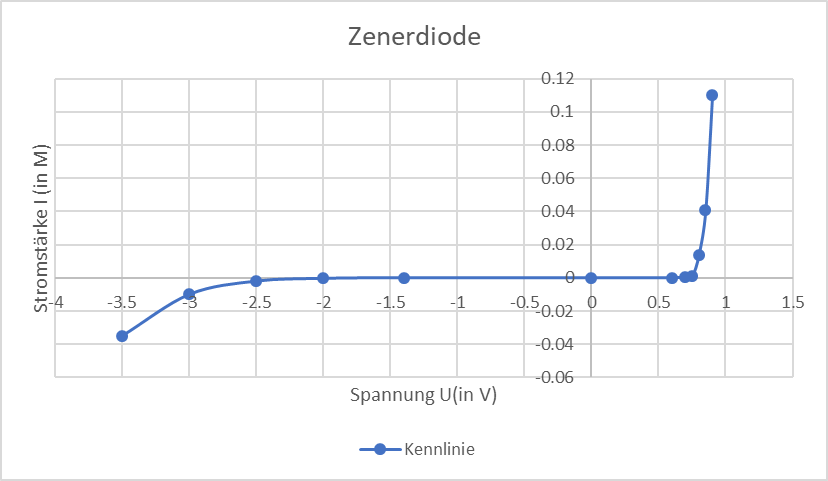 Zenerdiode
Stromstärke I (in M)
0.12
0.1
0.08
0.06
0.04
0.02
0
-0.02
-0.04
-0.06
-4 -3.5 -3 -2.5 -2 -1.5 -1 -0.5 0 0.5 1 1.5
Spannung U(in V)
Kennlinie